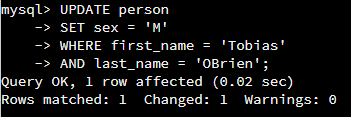 mysql> UPDATE person
    -> SET sex = 'M'
    -> WHERE first_name = 'Tobias'
    -> AND last_name = 'OBrien';
Query OK, 1 row affected (0.02 sec)
Rows matched: 1  Changed: 1  Warnings: 0